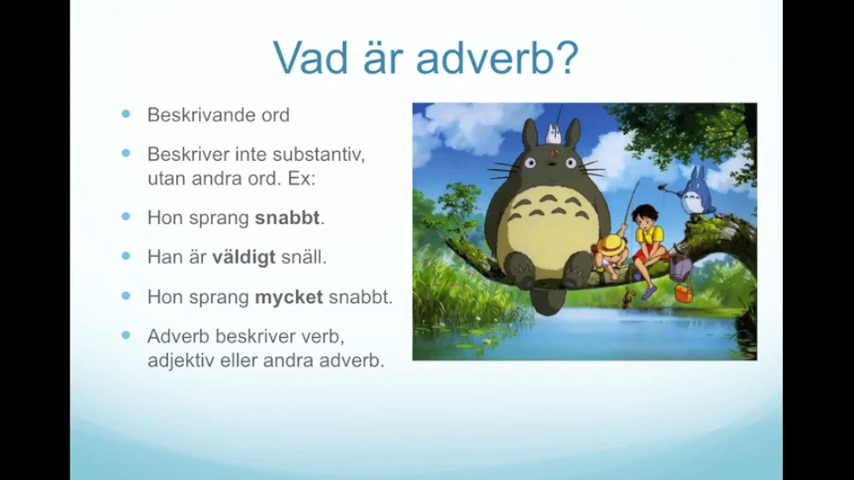 Vad är adverb?
Beskrivande ord
Beskriver inte substantiv,
utan andra ord. Ex:
Hon sprang snabbt.
Han är väldigt snäll.
Hon sprang mycket snabbt.
Adverb beskriver verb,
adjektiv eller andra adverb.